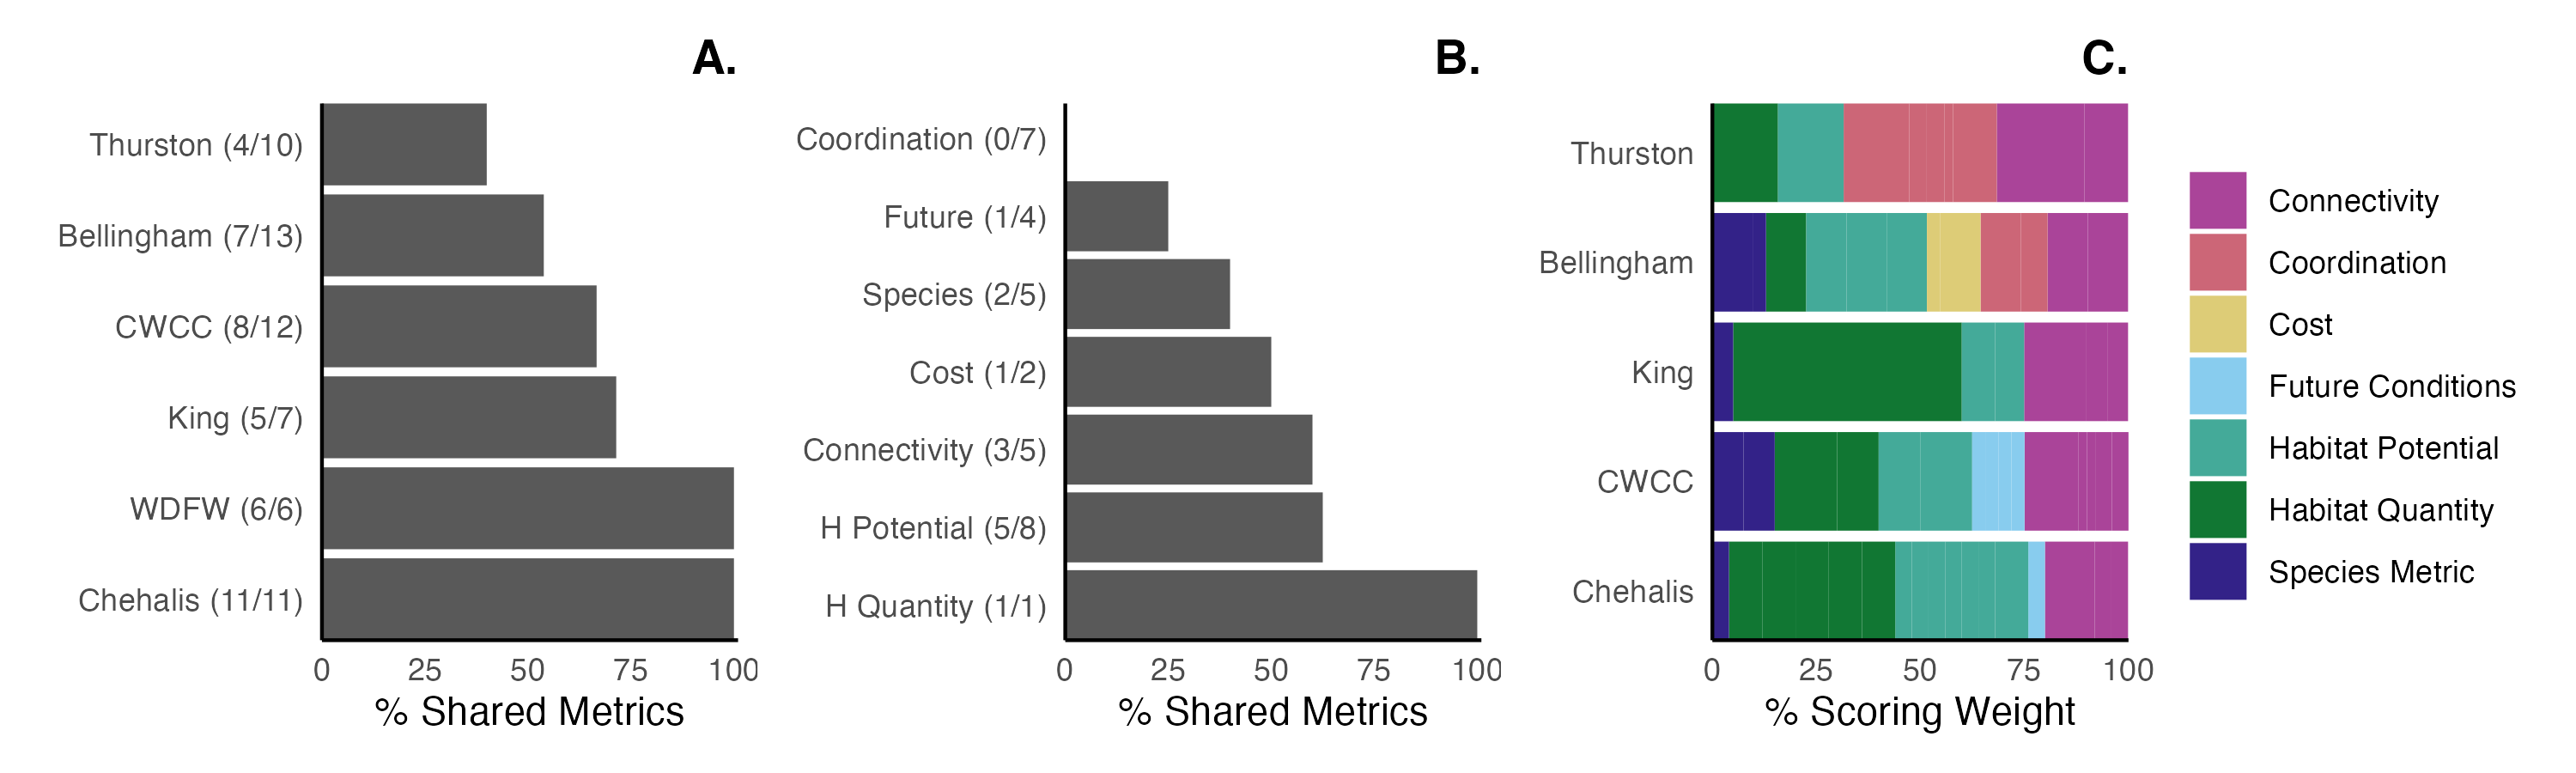 A.
Thurston (4/10)
Bellingham (7/13)
CWCC (8/12)
King (5/7)
WDFW (6/6)
Chehalis (11/11)
0 25 50 75 100
% Shared Metrics
B.
Coordination (0/7)
Future (1/4)
Species (2/5)
Cost (1/2)
Connectivity (3/5)
H Potential (5/8)
H Quantity (1/1)
0 25 50 75 100
% Shared Metrics
C.
Thurston
Bellingham
King
CWCC
Chehalis
0 25 50 75 100
% Scoring Weight
Connectivity
Coordination
Cost
Future Conditions
Habitat Potential
Habitat Quantity
Species Metric